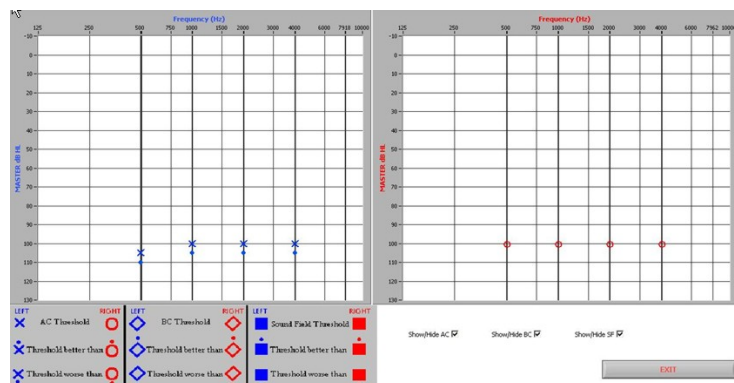 Frequency (Hz)
125 250 500 750 1000 1500 2000 3000 4000 7918 10000
-10
0
10
20
30
40
50
60
70
80
90
100
110
120
130
MASTER dB HL
Frequency (Hz)
125 250 500 750 1000 1500 2000 3000 4000 7962 10000
-10
0
10
20
30
40
50
60
70
80
90
100
110
120
130
MASTER dB HL
LEFT RIGHT
AC Threshold
Threshold better than
Threshold worse than
LEFT RIGHT
BC Threshold
Threshold better than
Threshold worse than
LEFT RIGHT
Sound Field Threshold
Threshold better than
Threshold worse than
Show/Hide AC Show/Hide BC Show/Hide SF
EXIT